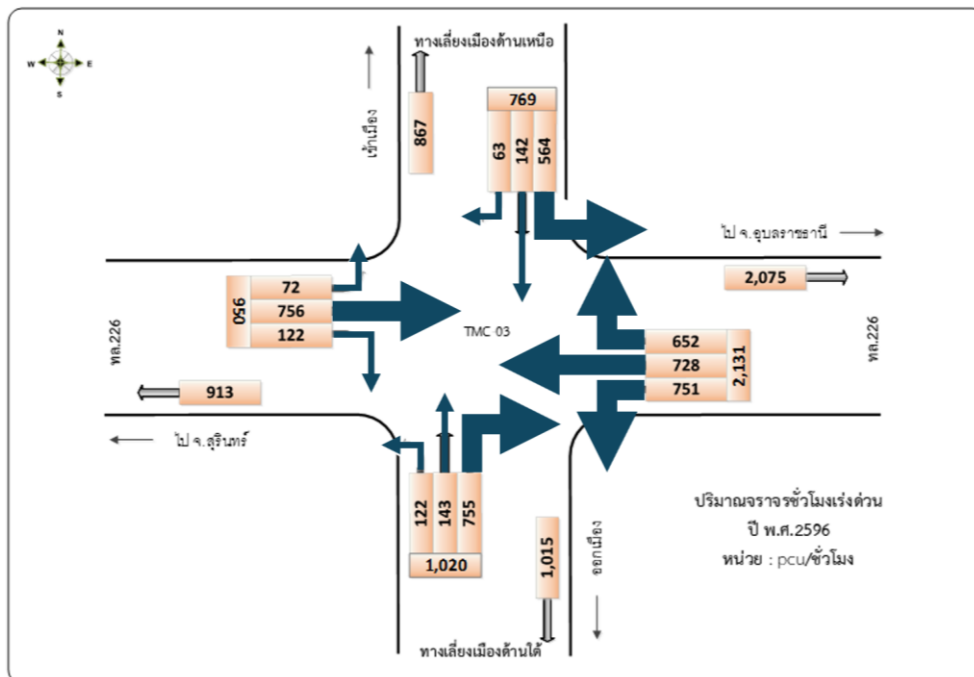 N
W E
S
ทางเลี่ยงเมืองด้านเหนือ
เข้าเมือง
867
769
63 142 564
ไป จ.อุบลราชธานี
2,075
950
72
756
122
ทล.226
TMC-03
652
728
751
2,131
ทล.226
913
ไป จ.สุรินทร์
122 143 755
1,020
1,015
ออกเมือง
ปริมาณจราจรชั่วโมงเร่งด่วน
ปี พ.ศ.2596
หน่วย : pcu/ชั่วโมง
ทางเลี่ยงเมืองด้านใต้